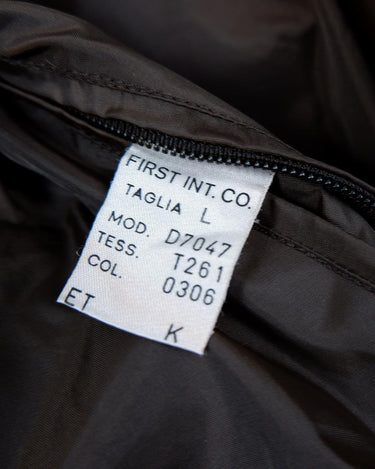 FIRST INT. CO.
TAGLIA L
MOD. D7047
TESS. T261
COL. 0306
ET K